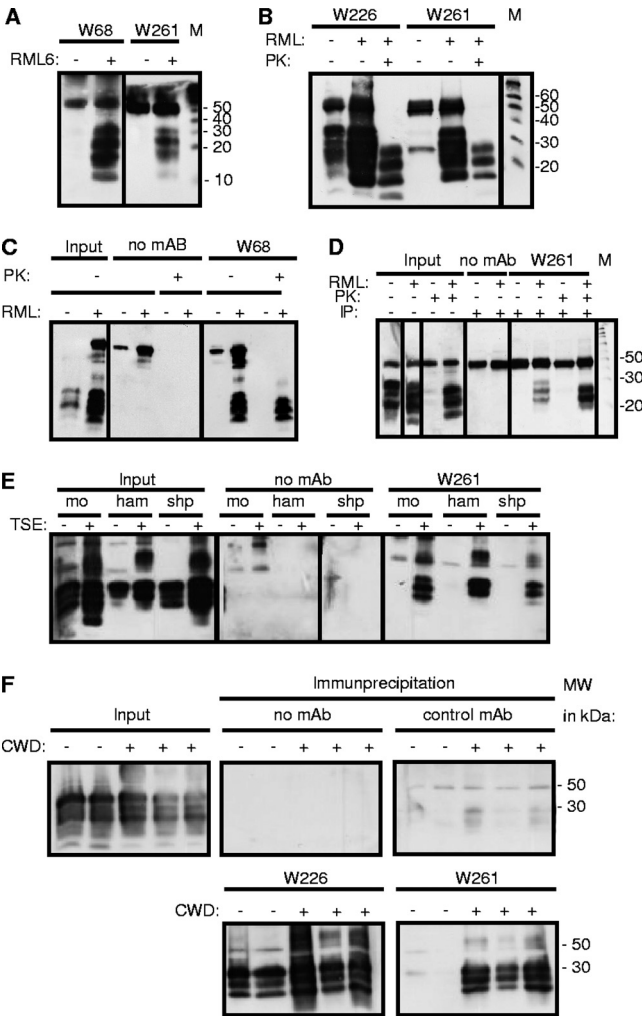 A
W68 W261 M
RML6: - + - +
- 50
- 40
- 30
- 20
- 10
B
W226 W261 M
RML: - + + - + +
PK: - - + - - +
-60
-50
-40
-30
-20
C
Input no mAB W68
PK: - + - +
RML: - + - + - + - + - +
D
Input no mAb W261 M
RML: - + - + - + - + - +
PK: - - + + - - - - + +
IP: - - - - + + + + + +
-50
-30
-20
E
Input no mAb W261
mo ham shp mo ham shp mo ham shp
TSE: - + - + - + - + - + - + - + - + - +
F
Immunprecipitation MW
Input no mAb control mAb in kDa:
CWD: - - + + + - - + + + - - + + +
- 50
- 30
W226 W261
CWD: - - + + + - - + + +
- 50
- 30